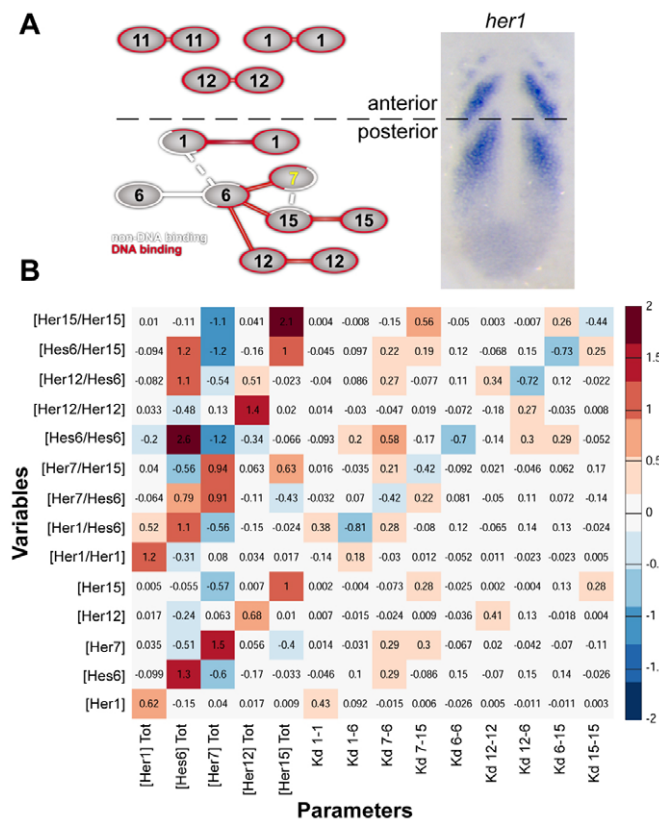 A
her1
11 11 1 1
12 12
anterior
posterior
1 1
7
6 6
15 15
non-DNA binding
DNA binding
12 12
B
[Her15/Her15] 0.01 -0.11 -1.1 0.041 2.1 0.004 -0.008 -0.15 0.56 -0.05 0.003 -0.007 0.26 -0.44
[Hes6/Her15] -0.094 1.2 -1.2 -0.16 1 -0.045 0.097 0.22 0.19 0.12 -0.068 0.15 -0.73 0.25
[Her12/Hes6] -0.082 1.1 -0.54 0.51 -0.023 -0.04 0.086 0.27 -0.077 0.11 0.34 -0.72 0.12 -0.022
[Her12/Her12] 0.033 -0.48 0.13 1.4 0.02 0.014 -0.03 -0.047 0.019 -0.072 -0.18 0.27 -0.035 0.008
[Hes6/Hes6] -0.2 2.6 -1.2 -0.34 -0.066 -0.093 0.2 0.58 -0.17 -0.7 -0.14 0.3 0.29 -0.052
[Her7/Her15] 0.04 -0.56 0.94 0.063 0.63 0.016 -0.035 0.21 -0.42 -0.092 0.021 -0.046 0.062 0.17
[Her7/Hes6] -0.064 0.79 0.91 -0.11 -0.43 -0.032 0.07 -0.42 0.22 0.081 -0.05 0.11 0.072 -0.14
[Her1/Hes6] 0.52 1.1 -0.56 -0.15 -0.024 0.38 -0.81 0.28 -0.08 0.12 -0.065 0.14 0.13 -0.024
[Her1/Her1] 1.2 -0.31 0.08 0.034 0.017 -0.14 0.18 -0.03 0.012 -0.052 0.011 -0.023 -0.023 0.005
[Her15] 0.005 -0.055 -0.57 0.007 1 0.002 -0.004 -0.073 0.28 -0.025 0.002 -0.004 0.13 0.28
[Her12] 0.017 -0.24 0.063 0.68 0.01 0.007 -0.015 -0.024 0.009 -0.036 0.41 0.13 -0.018 0.004
[Her7] 0.035 -0.51 1.5 0.056 -0.4 0.014 -0.031 0.29 0.3 -0.067 0.02 -0.042 -0.07 -0.11
[Hes6] -0.099 1.3 -0.6 -0.17 -0.033 -0.046 0.1 0.29 -0.086 0.15 -0.07 0.15 0.14 -0.026
[Her1] 0.62 -0.15 0.04 0.017 0.009 0.43 0.092 -0.015 0.006 -0.026 0.005 -0.011 -0.011 0.003
Variables
[Her1] Tot
[Hes6] Tot
[Her7] Tot
[Her12] Tot
[Her15] Tot
Kd 1-1
Kd 1-6
Kd 7-6
Kd 7-15
Kd 6-6
Kd 12-12
Kd 12-6
Kd 6-15
Kd 15-15
Parameters
2
1
0
-1
-2